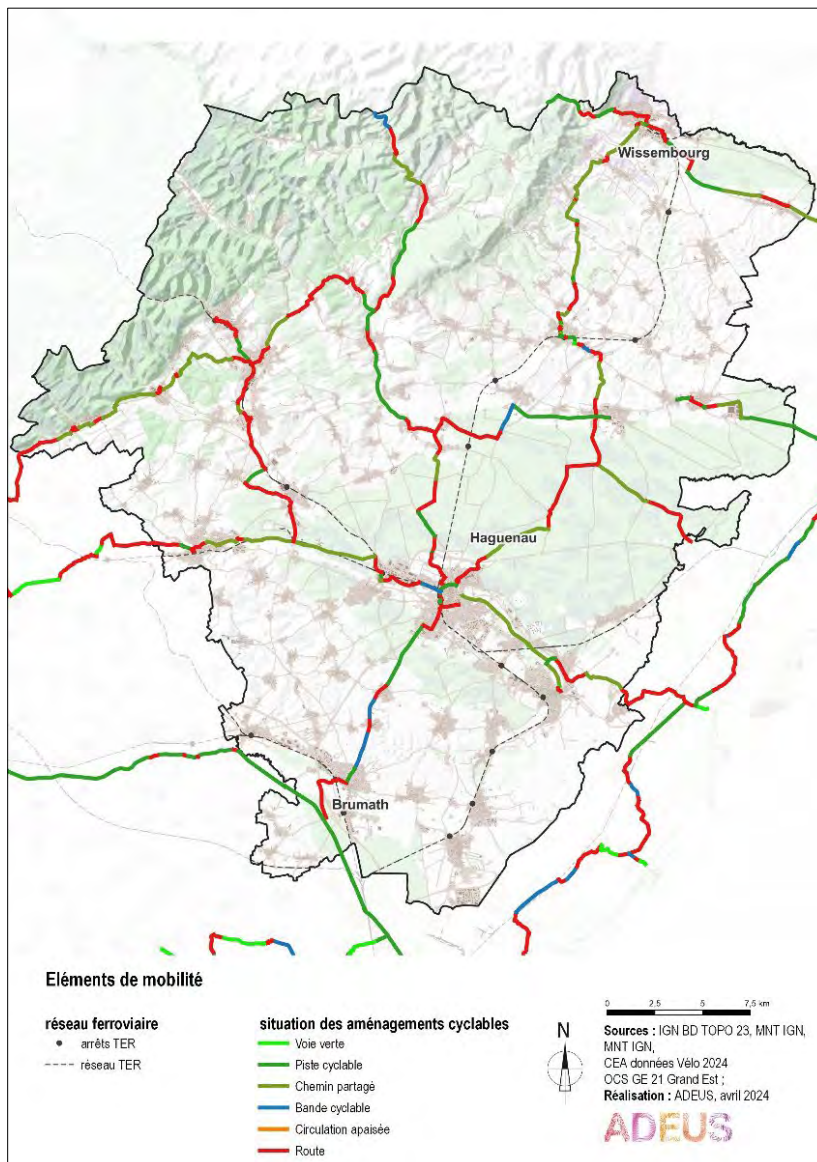 Wissembourg
Haguenau
Brumath
Eléments de mobilité
réseau ferroviaire
arrêts TER
réseau TER
situation des aménagements cyclables
Voie verte
Piste cyclable
Chemin partagé
Bande cyclable
Circulation apaisée
Route
N
0 2,5 5 7,5 km
Sources : IGN BD TOPO 23, MNT IGN,
MNT IGN,
CEA données Vélo 2024
OCS GE 21 Grand Est ;
Réalisation : ADEUS, avril 2024
ADEUS